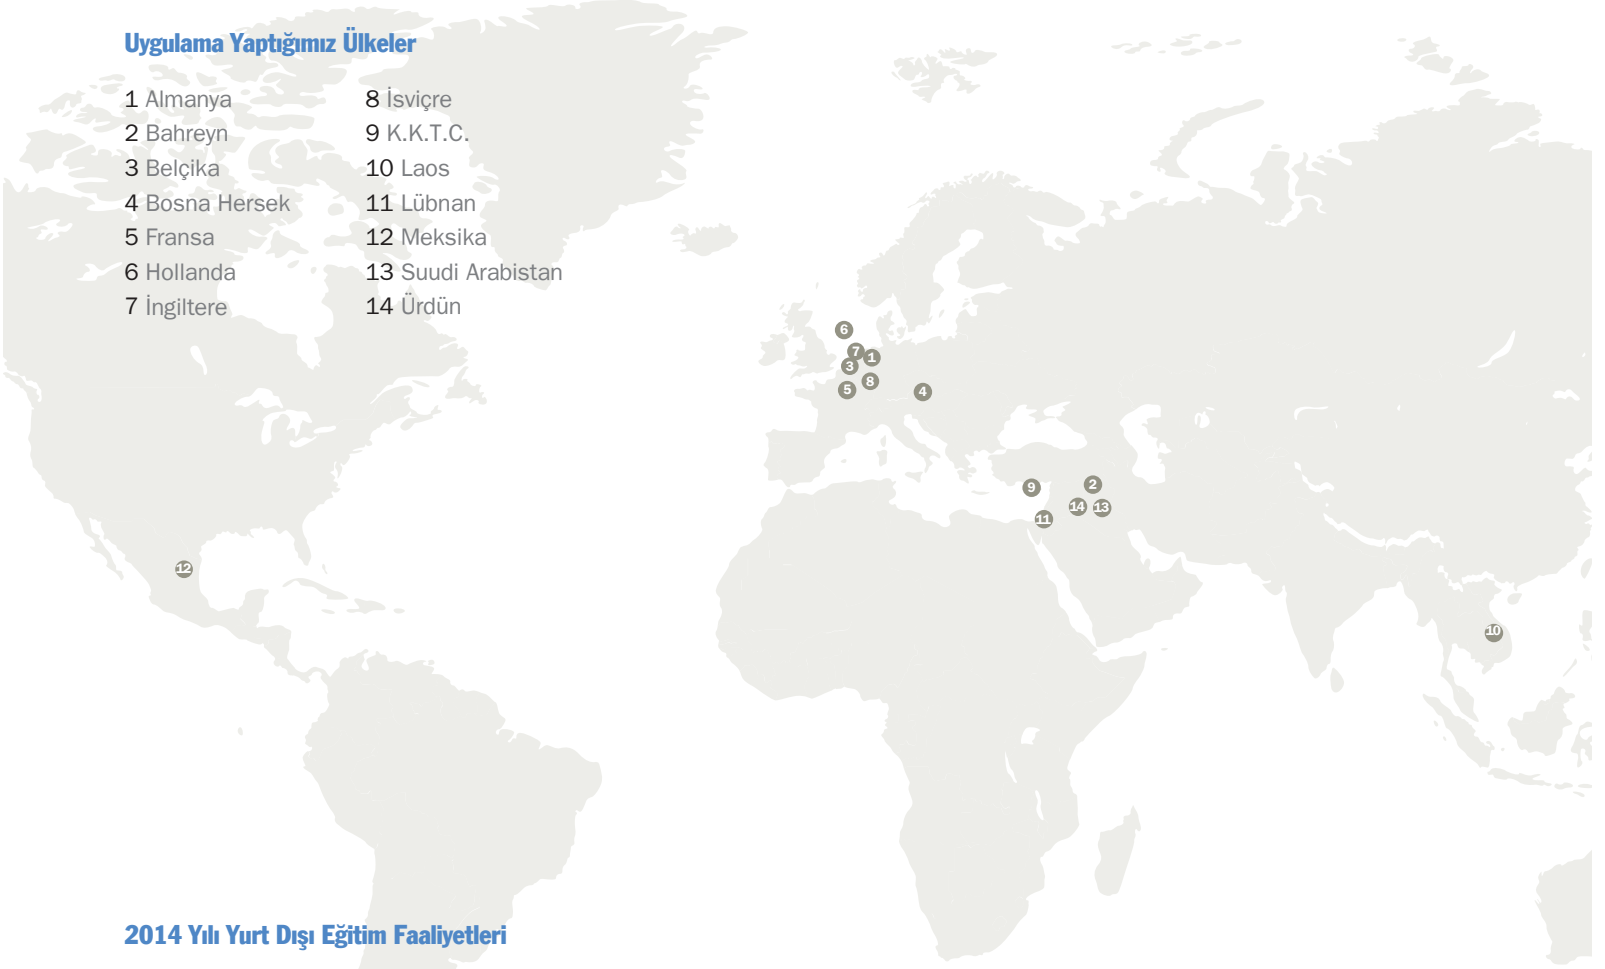 Uygulama Yaptığımız Ülkeler
1 Almanya
2 Bahreyn
3 Belçika
4 Bosna Hersek
5 Fransa
6 Hollanda
7 İngiltere
8 İsviçre
9 K.K.T.C.
10 Laos
11 Lübnan
12 Meksika
13 Suudi Arabistan
14 Ürdün
6
7
1
3
8
5
4
9
2
14
13
11
12
10
2014 Yılı Yurt Dışı Eğitim Faaliyetleri